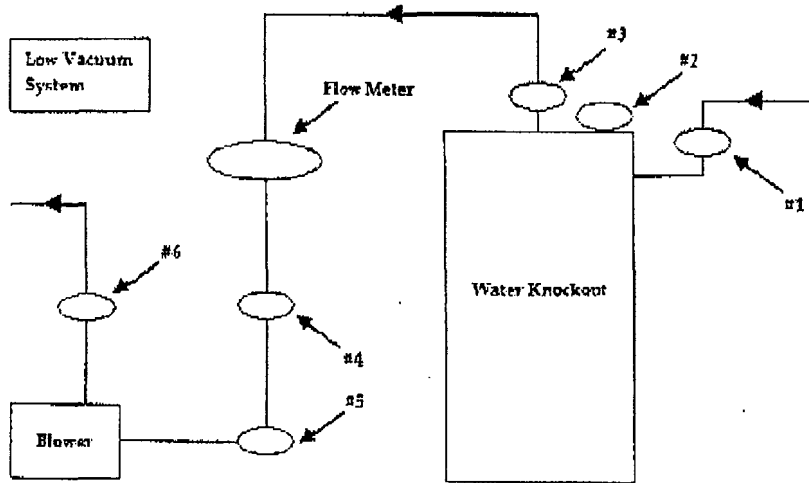 Low Vacuum
System
Flow Meter
#3
#2
#1
Water Knockout
#6
#4
#5
Blower